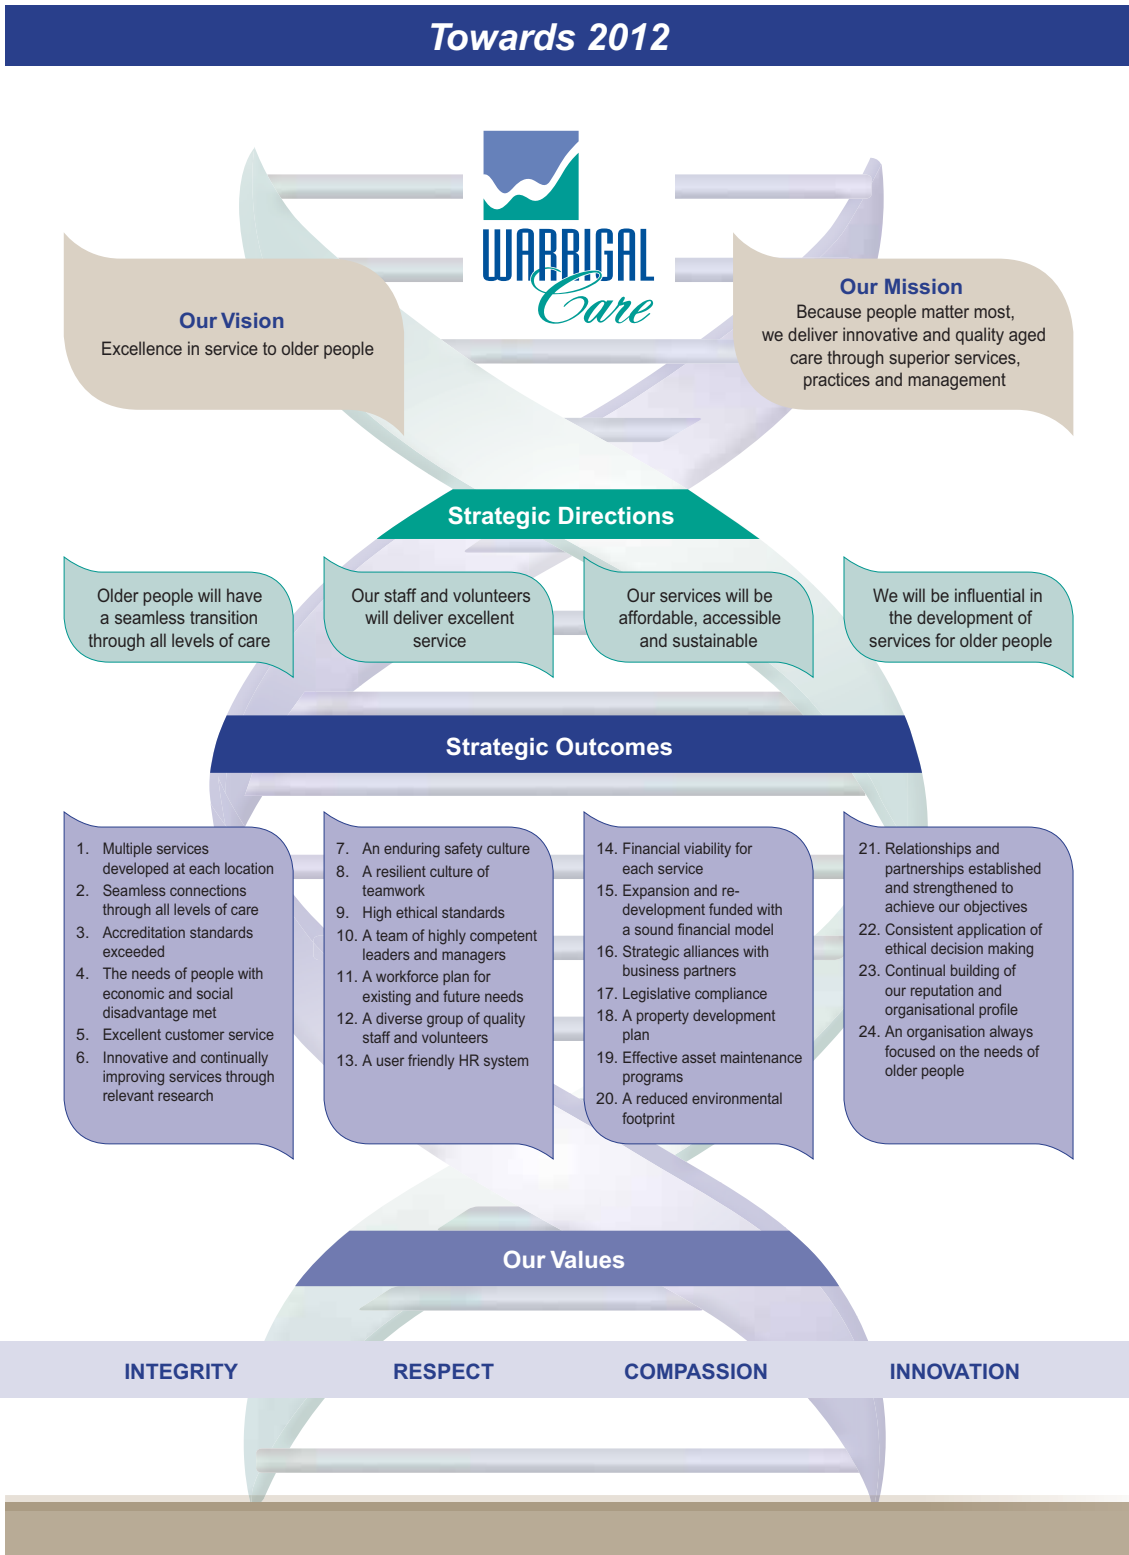 Towards 2012
WARRIGAL
Care
Our Vision
Excellence in service to older people
Our Mission
Because people matter most,
we deliver innovative and quality aged
care through superior services,
practices and management
Strategic Directions
Older people will have
a seamless transition
through all levels of care
Our staff and volunteers
will deliver excellent
service
Our services will be
affordable, accessible
and sustainable
We will be influential in
the development of
services for older people
Strategic Outcomes
1. Multiple services
developed at each location
2. Seamless connections
through all levels of care
3. Accreditation standards
exceeded
4. The needs of people with
economic and social
disadvantage met
5. Excellent customer service
6. Innovative and continually
improving services through
relevant research
7. An enduring safety culture
8. A resilient culture of
teamwork
9. High ethical standards
10. A team of highly competent
leaders and managers
11. A workforce plan for
existing and future needs
12. A diverse group of quality
staff and volunteers
13. A user friendly HR system
14. Financial viability for
each service
15. Expansion and re-
development funded with
a sound financial model
16. Strategic alliances with
business partners
17. Legislative compliance
18. A property development
plan
19. Effective asset maintenance
programs
20. A reduced environmental
footprint
21. Relationships and
partnerships established
and strengthened to
achieve our objectives
22. Consistent application of
ethical decision making
23. Continual building of
our reputation and
organisational profile
24. An organisation always
focused on the needs of
older people
Our Values
INTEGRITY RESPECT COMPASSION INNOVATION